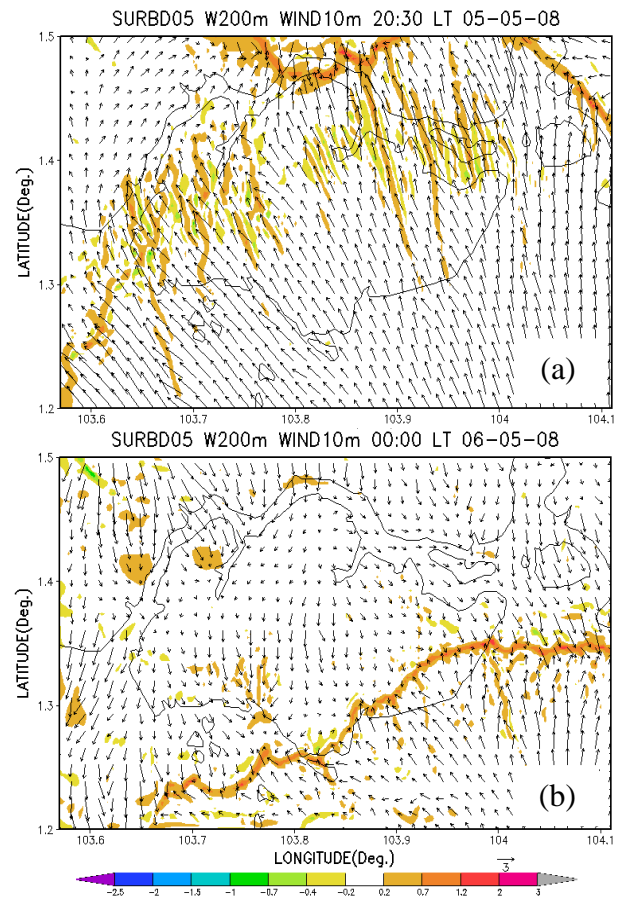 SURBD05 W200m WIND10m 20:30 LT 05-05-08
1.5
1.4
1.3
1.2
LATITUDE(Deg.)
(a)
103.6 103.7 103.8 103.9 104 104.1
SURBD05 W200m WIND10m 00:00 LT 06-05-08
1.5
1.4
1.3
1.2
LATITUDE(Deg.)
(b)
103.6 103.7 103.8 103.9 104 104.1
LONGITUDE(Deg.)
3
-2.5 -2 -1.5 -1 -0.7 -0.4 -0.2 0.2 0.7 1.2 2 3